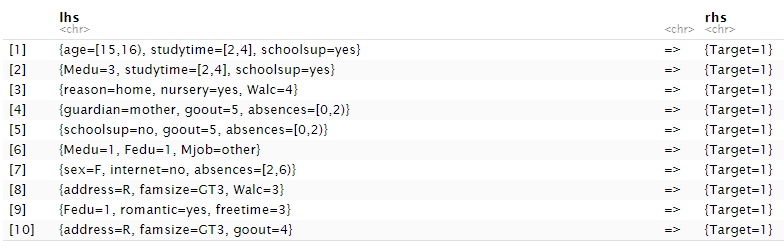 lhs rhs
<chr> <chr> <chr>
[1] {age=[15,16), studytime=[2,4], schoolsup=yes} => {Target=1}
[2] {Medu=3, studytime=[2,4], schoolsup=yes} => {Target=1}
[3] {reason=home, nursery=yes, Walc=4} => {Target=1}
[4] {guardian=mother, goout=5, absences=[0,2)} => {Target=1}
[5] {schoolsup=no, goout=5, absences=[0,2)} => {Target=1}
[6] {Medu=1, Fedu=1, Mjob=other} => {Target=1}
[7] {sex=F, internet=no, absences=[2,6)} => {Target=1}
[8] {address=R, famsize=GT3, Walc=3} => {Target=1}
[9] {Fedu=1, romantic=yes, freetime=3} => {Target=1}
[10] {address=R, famsize=GT3, goout=4} => {Target=1}